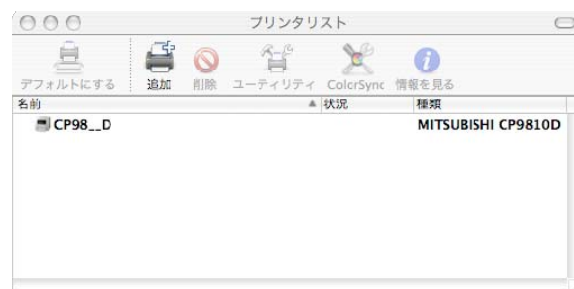 プリンタリスト
デフォルトにする 追加 削除 ユーティリティ ColorSync 情報を見る
名前 状況 種類
CP98__D MITSUBISHI CP9810D